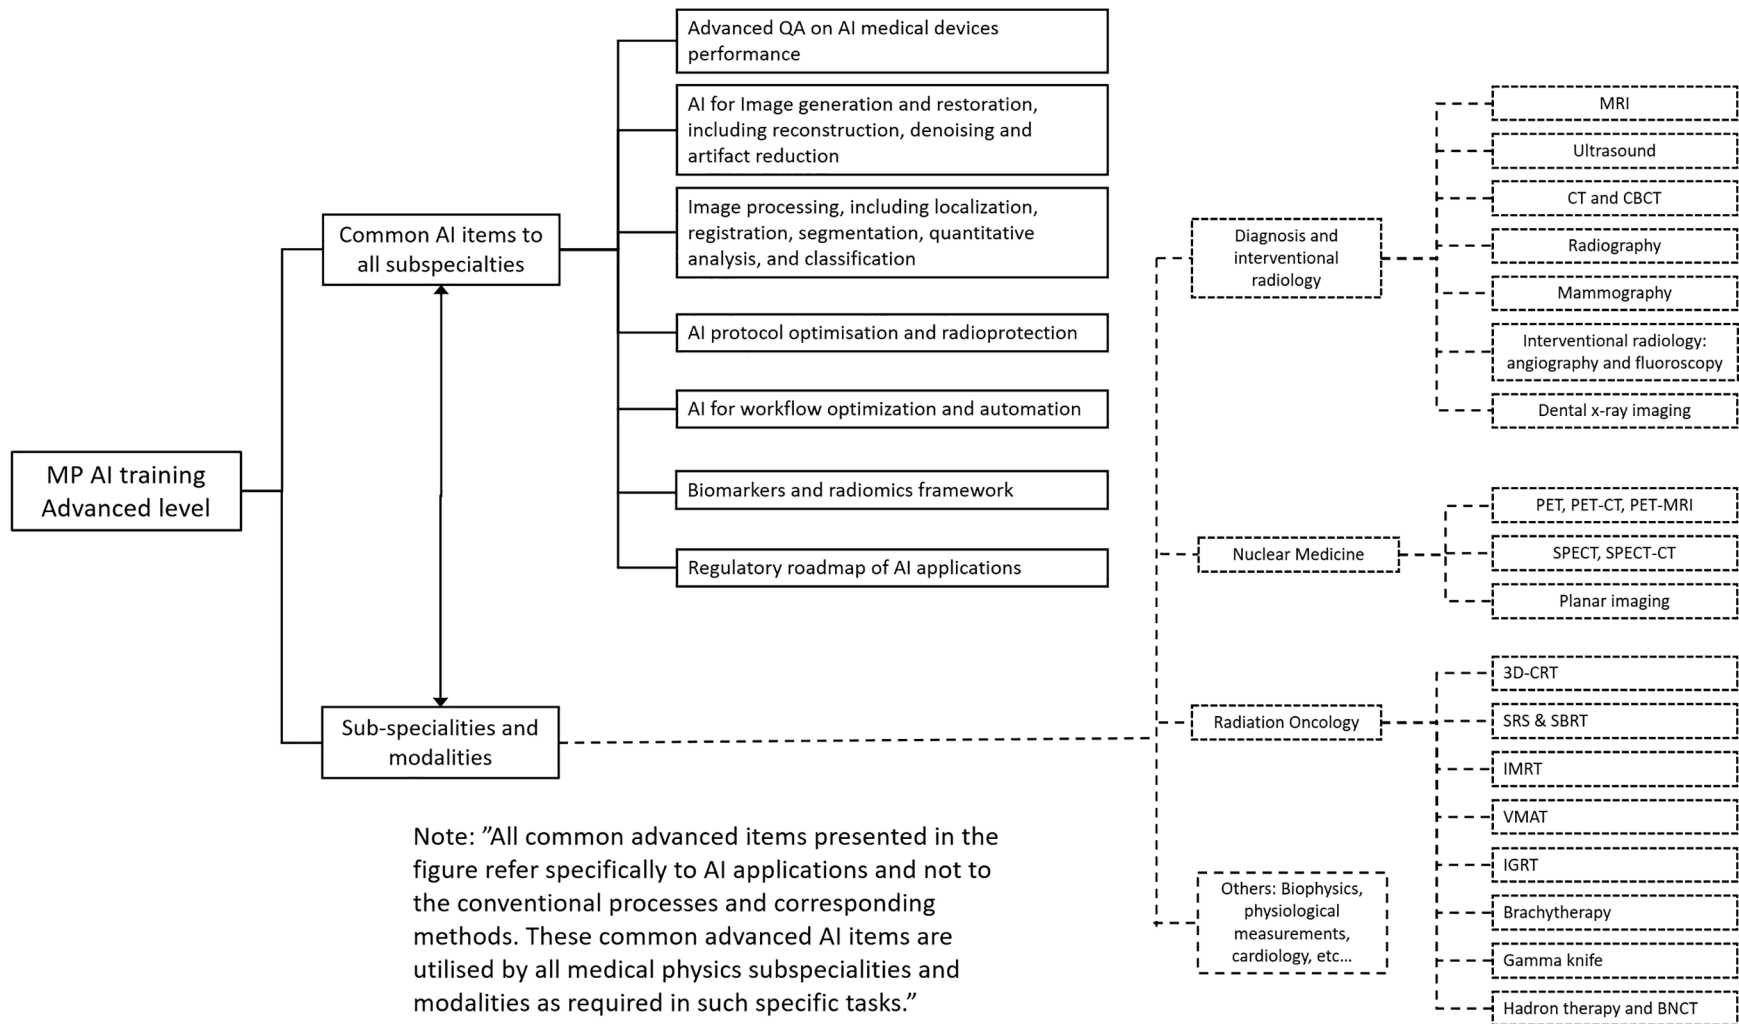 MP AI training
Advanced level
Common AI items to
all subspecialties
Sub-specialities and
modalities
Advanced QA on AI medical devices
performance
AI for Image generation and restoration,
including reconstruction, denoising and
artifact reduction
Image processing, including localization,
registration, segmentation, quantitative
analysis, and classification
AI protocol optimisation and radioprotection
AI for workflow optimization and automation
Biomarkers and radiomics framework
Regulatory roadmap of AI applications
Diagnosis and
interventional
radiology
MRI
Ultrasound
CT and CBCT
Radiography
Mammography
Interventional radiology:
angiography and fluoroscopy
Dental x-ray imaging
Nuclear Medicine
PET, PET-CT, PET-MRI
SPECT, SPECT-CT
Planar imaging
Radiation Oncology
3D-CRT
SRS & SBRT
IMRT
VMAT
IGRT
Brachytherapy
Gamma knife
Hadron therapy and BNCT
Others: Biophysics,
physiological
measurements,
cardiology, etc...
Note: ”All common advanced items presented in the
figure refer specifically to AI applications and not to
the conventional processes and corresponding
methods. These common advanced AI items are
utilised by all medical physics subspecialities and
modalities as required in such specific tasks.”